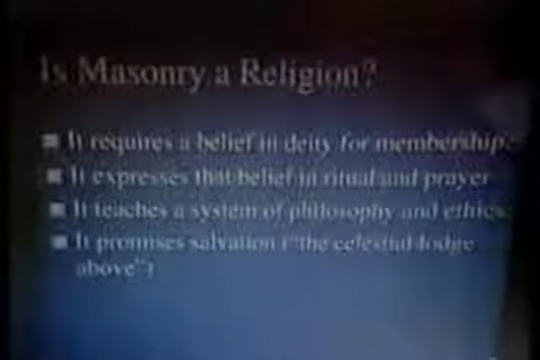 Is Masonry a Religion?
It requires a belief in deity for membership.
It expresses that belief in ritual and prayer
It teaches a system of philosophy and ethics.
It promises salvation ("the celestial lodge
above")